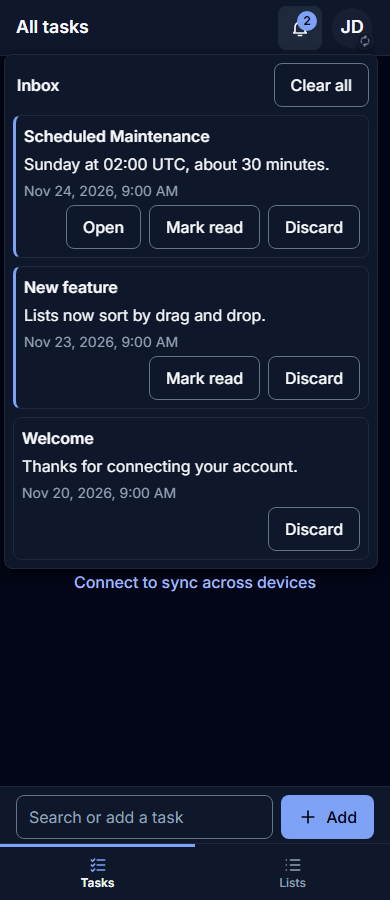 All tasks
2
JD
Inbox
Clear all
Scheduled Maintenance
Sunday at 02:00 UTC, about 30 minutes.
Nov 24, 2026, 9:00 AM
Open
Mark read
Discard
New feature
Lists now sort by drag and drop.
Nov 23, 2026, 9:00 AM
Mark read
Discard
Welcome
Thanks for connecting your account.
Nov 20, 2026, 9:00 AM
Discard
Connect to sync across devices
Search or add a task
Add
Tasks
Lists